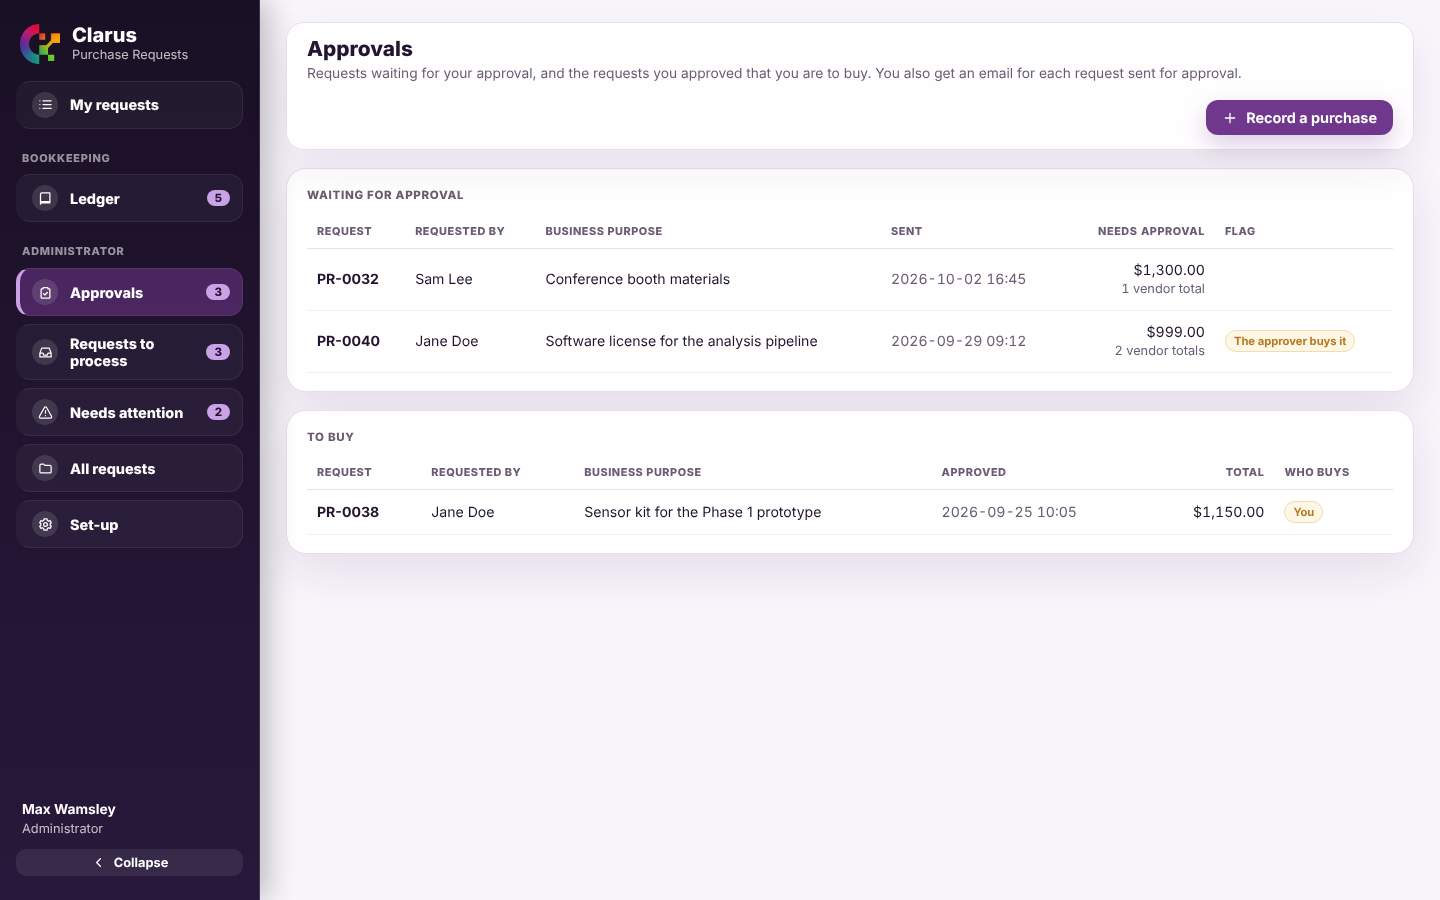 Clarus
Purchase Requests
My requests
BOOKKEEPING
Ledger 5
ADMINISTRATOR
Approvals 3
Requests to
process 3
Needs attention 2
All requests
Set-up
Max Wamsley
Administrator
Collapse
Approvals
Requests waiting for your approval, and the requests you approved that you are to buy. You also get an email for each request sent for approval.
+ Record a purchase
WAITING FOR APPROVAL
REQUEST REQUESTED BY BUSINESS PURPOSE SENT NEEDS APPROVAL FLAG
PR-0032 Sam Lee Conference booth materials 2026-10-02 16:45 $1,300.00
1 vendor total
PR-0040 Jane Doe Software license for the analysis pipeline 2026-09-29 09:12 $999.00 The approver buys it
2 vendor totals
TO BUY
REQUEST REQUESTED BY BUSINESS PURPOSE APPROVED TOTAL WHO BUYS
PR-0038 Jane Doe Sensor kit for the Phase 1 prototype 2026-09-25 10:05 $1,150.00 You